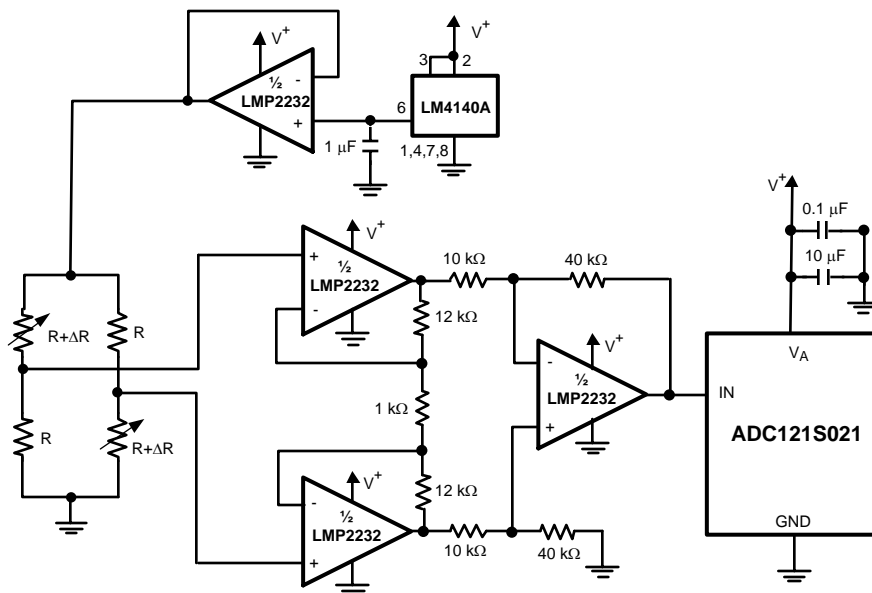 V+
-
½
LMP2232
+
V+
3
2
6
LM4140A
1 µF
1,4,7,8
V+
0.1 µF
10 µF
+
V+
½
LMP2232
-
10 kΩ
40 kΩ
12 kΩ
R+ΔR
R
1 kΩ
R
R+ΔR
-
V+
½
LMP2232
+
12 kΩ
10 kΩ
40 kΩ
-
V+
½
LMP2232
+
VA
IN
ADC121S021
GND